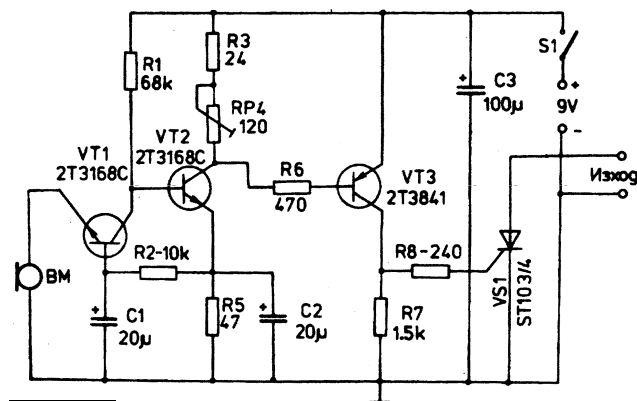 R1
68k
R3
24
RP4
120
VT1
2T3168C
VT2
2T3168C
R6
470
VT3
2T3841
C3
100µ
S1
+
9V
-
Изход
BM
R2-10k
+
C1
20µ
R5
47
+
C2
20µ
R8-240
R7
1.5k
VS1
ST103/4
+